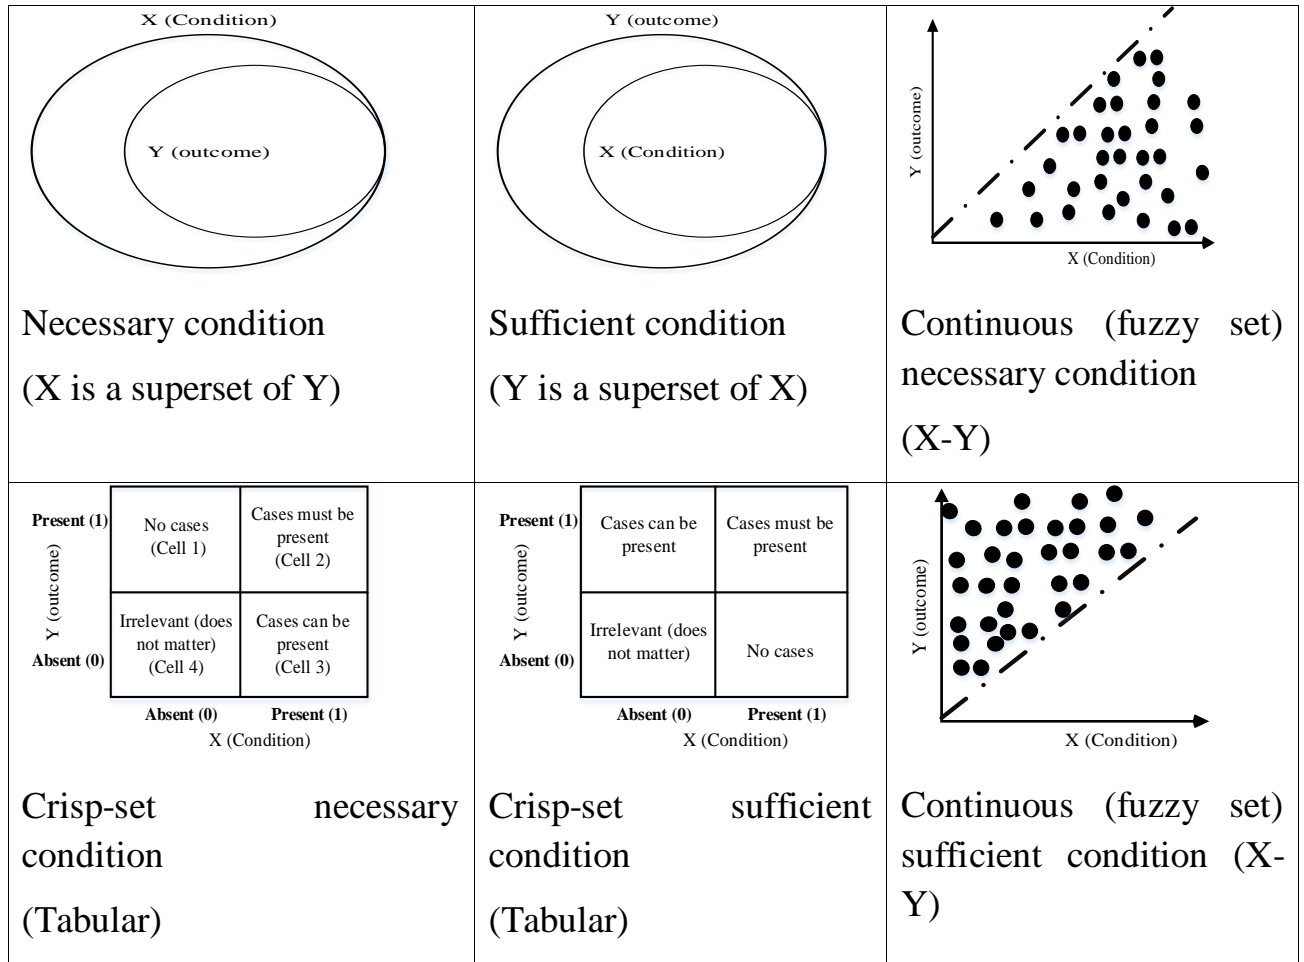 X (Condition)
Y (outcome)
Necessary condition
(X is a superset of Y)
Y (outcome)
X (Condition)
Sufficient condition
(Y is a superset of X)
Y (outcome)
X (Condition)
Continuous (fuzzy set)
necessary condition
(X-Y)
Present (1)
No cases
(Cell 1)
Cases must be
present
(Cell 2)
Y (outcome)
Absent (0)
Irrelevant (does
not matter)
(Cell 4)
Cases can be
present
(Cell 3)
Absent (0)
Present (1)
X (Condition)
Crisp-set necessary
condition
(Tabular)
Present (1)
Cases can be
present
Cases must be
present
Y (outcome)
Absent (0)
Irrelevant (does
not matter)
No cases
Absent (0)
Present (1)
X (Condition)
Crisp-set sufficient
condition
(Tabular)
Y (outcome)
X (Condition)
Continuous (fuzzy set)
sufficient condition (X-
Y)